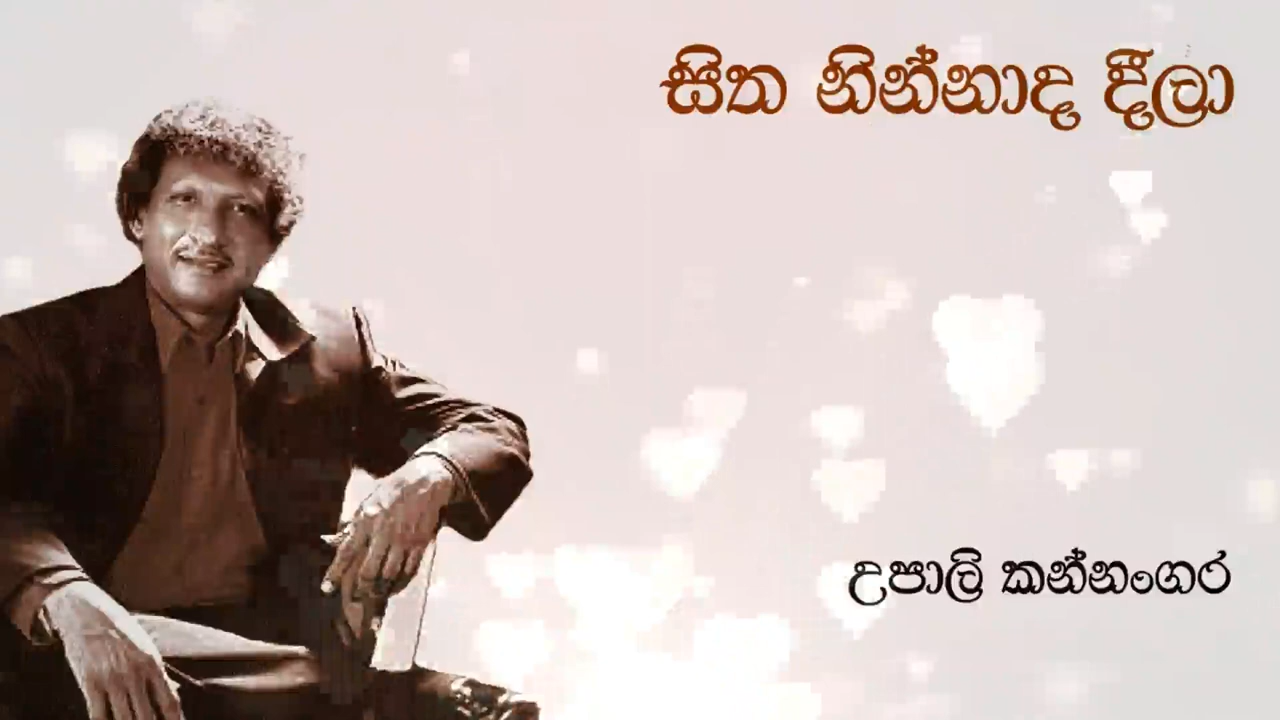 සිත නින්නාද දීලා
උපාලි කන්නංගර